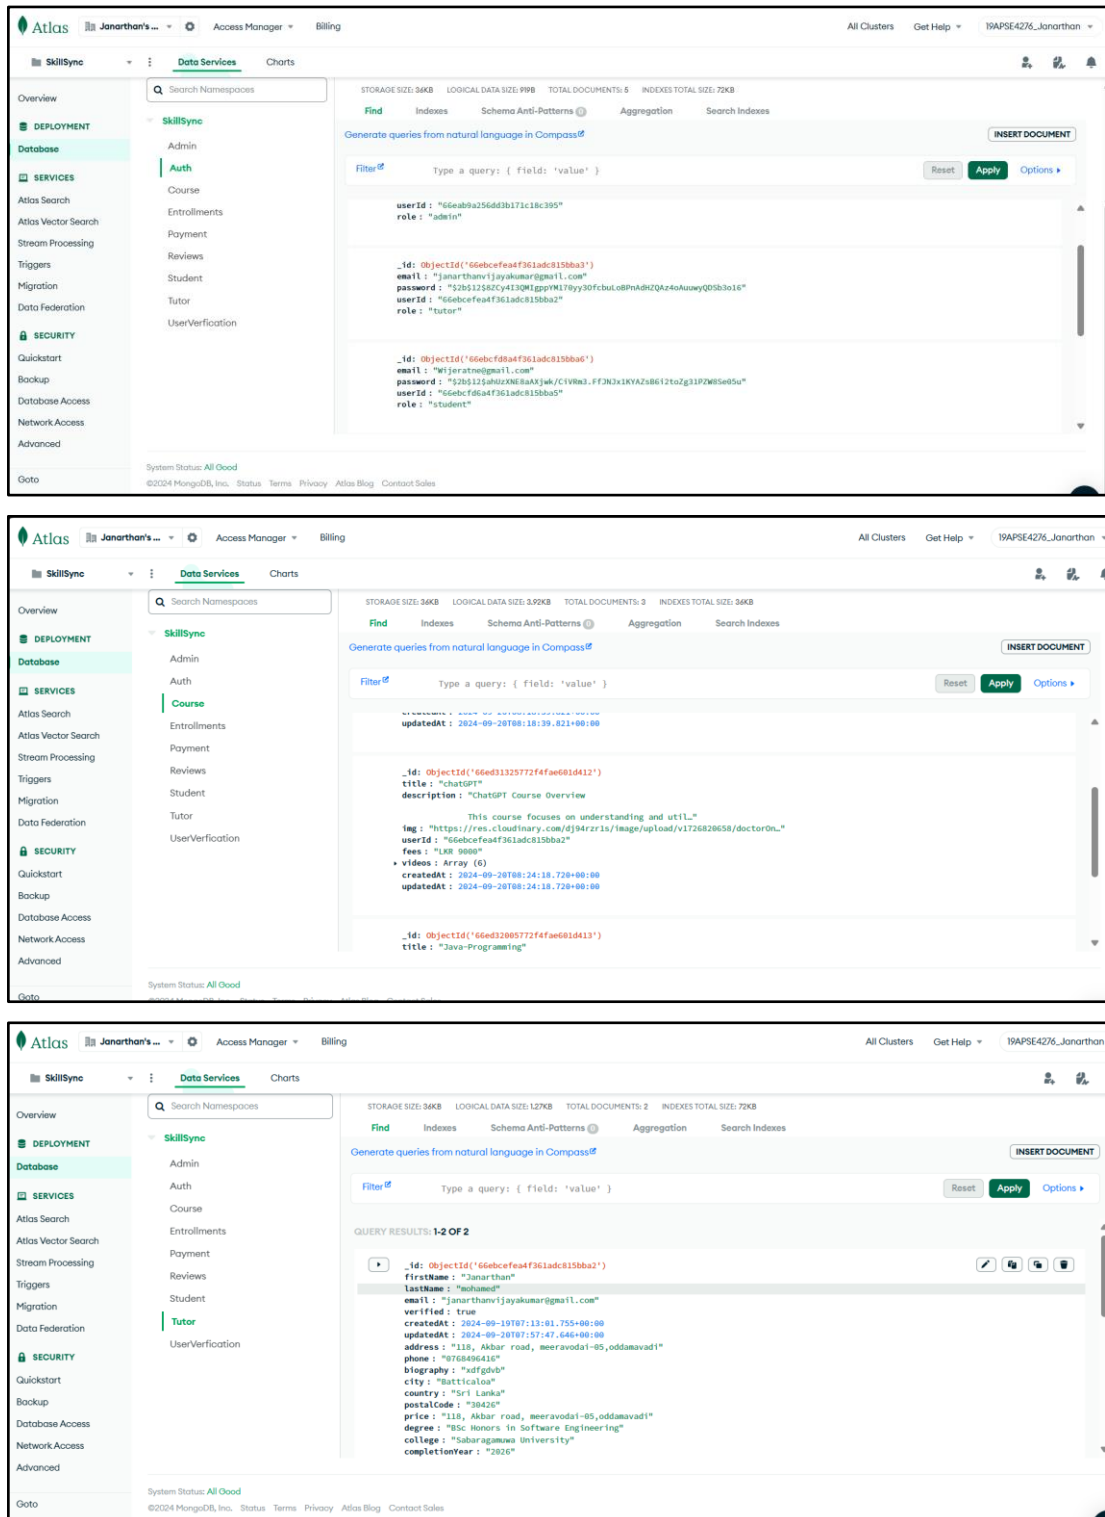 Atlas Janarthan's ... Access Manager Billing All Clusters Get Help 19APSE4276_Janarthan
SkillSync Data Services Charts
Overview
DEPLOYMENT
Database
SERVICES
Atlas Search
Atlas Vector Search
Stream Processing
Triggers
Migration
Data Federation
SECURITY
Quickstart
Backup
Database Access
Network Access
Advanced
Goto
Search Namespaces
SkillSync
Admin
Auth
Course
Entrollments
Payment
Reviews
Student
Tutor
UserVerfication
STORAGE SIZE: 36KB LOGICAL DATA SIZE: 919B TOTAL DOCUMENTS: 5 INDEXES TOTAL SIZE: 72KB
Find Indexes Schema Anti-Patterns 0 Aggregation Search Indexes
Generate queries from natural language in Compass
INSERT DOCUMENT
Filter Type a query: { field: 'value' } Reset Apply Options
userId : "66eab9a256dd3b171c18c395"
role : "admin"
_id: ObjectId('66ebcefea4f361adc815bba3')
email : "janarthanvijayakumar@gmail.com"
password : "$2b$12$8ZCy4I3QMIgppYM170yy3OfcbuLoBPnAdHZQAz4oAuuwyQDSb3o16"
userId : "66ebcefea4f361adc815bba2"
role : "tutor"
_id: ObjectId('66ebcfd8a4f361adc815bba6')
email : "Wijeratne@gmail.com"
password : "$2b$12$ahUzXNE8aAXjwk/CiVRm3.FfJNJx1KYAZsB6i2toZg31PZW8Se05u"
userId : "66ebcfd6a4f361adc815bba5"
role : "student"
System Status: All Good
©2024 MongoDB, Inc. Status Terms Privacy Atlas Blog Contact Sales
Atlas Janarthan's ... Access Manager Billing All Clusters Get Help 19APSE4276_Janarthan
SkillSync Data Services Charts
Overview
DEPLOYMENT
Database
SERVICES
Atlas Search
Atlas Vector Search
Stream Processing
Triggers
Migration
Data Federation
SECURITY
Quickstart
Backup
Database Access
Network Access
Advanced
Goto
Search Namespaces
SkillSync
Admin
Auth
Course
Entrollments
Payment
Reviews
Student
Tutor
UserVerfication
STORAGE SIZE: 36KB LOGICAL DATA SIZE: 3.92KB TOTAL DOCUMENTS: 3 INDEXES TOTAL SIZE: 36KB
Find Indexes Schema Anti-Patterns 0 Aggregation Search Indexes
Generate queries from natural language in Compass
INSERT DOCUMENT
Filter Type a query: { field: 'value' } Reset Apply Options
createdAt : 2024-09-20T08:18:39.821+00:00
updatedAt : 2024-09-20T08:18:39.821+00:00
_id: ObjectId('66ed31325772f4fae601d412')
title : "chatGPT"
description : "ChatGPT Course Overview
This course focuses on understanding and util…"
img : "https://res.cloudinary.com/dj94rzr1s/image/upload/v1726820658/doctorOn…"
userId : "66ebcefea4f361adc815bba2"
fees : "LKR 9000"
videos : Array (6)
createdAt : 2024-09-20T08:24:18.720+00:00
updatedAt : 2024-09-20T08:24:18.720+00:00
_id: ObjectId('66ed32005772f4fae601d413')
title : "Java-Programming"
System Status: All Good
©2024 MongoDB, Inc. Status Terms Privacy Atlas Blog Contact Sales
Atlas Janarthan's ... Access Manager Billing All Clusters Get Help 19APSE4276_Janarthan
SkillSync Data Services Charts
Overview
DEPLOYMENT
Database
SERVICES
Atlas Search
Atlas Vector Search
Stream Processing
Triggers
Migration
Data Federation
SECURITY
Quickstart
Backup
Database Access
Network Access
Advanced
Goto
Search Namespaces
SkillSync
Admin
Auth
Course
Entrollments
Payment
Reviews
Student
Tutor
UserVerfication
STORAGE SIZE: 36KB LOGICAL DATA SIZE: 1.27KB TOTAL DOCUMENTS: 2 INDEXES TOTAL SIZE: 72KB
Find Indexes Schema Anti-Patterns 0 Aggregation Search Indexes
Generate queries from natural language in Compass
INSERT DOCUMENT
Filter Type a query: { field: 'value' } Reset Apply Options
QUERY RESULTS: 1-2 OF 2
_id: ObjectId('66ebcefea4f361adc815bba2')
firstName : "Janarthan"
lastName : "mohamed"
email : "janarthanvijayakumar@gmail.com"
verified : true
createdAt : 2024-09-19T07:13:01.755+00:00
updatedAt : 2024-09-20T07:57:47.646+00:00
address : "118, Akbar road, meeravodai-05,oddamavadi"
phone : "0768496416"
biography : "xdfgdvb"
city : "Batticaloa"
country : "Sri Lanka"
postalCode : "30426"
price : "118, Akbar road, meeravodai-05,oddamavadi"
degree : "BSc Honors in Software Engineering"
college : "Sabaragamuwa University"
completionYear : "2026"
System Status: All Good
©2024 MongoDB, Inc. Status Terms Privacy Atlas Blog Contact Sales